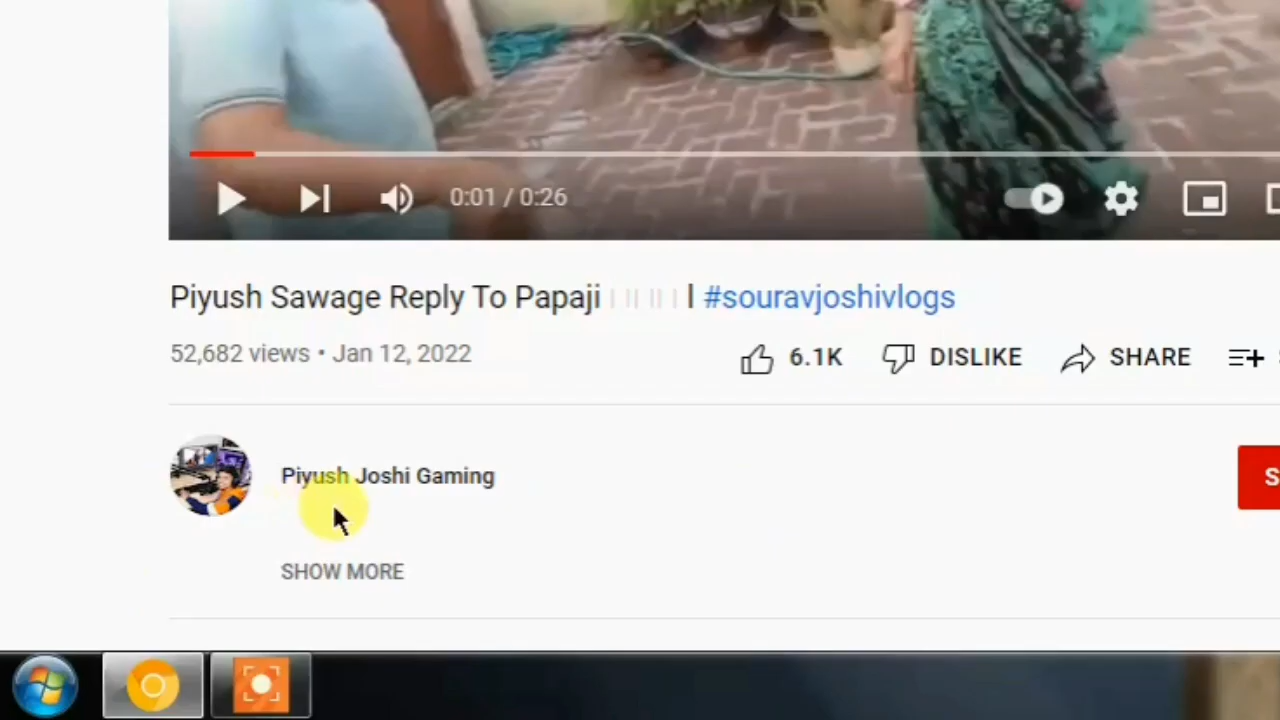 0:01 / 0:26
Piyush Sawage Reply To Papaji l #souravjoshivlogs
52,682 views • Jan 12, 2022
6.1K DISLIKE SHARE
Piyush Joshi Gaming
SHOW MORE